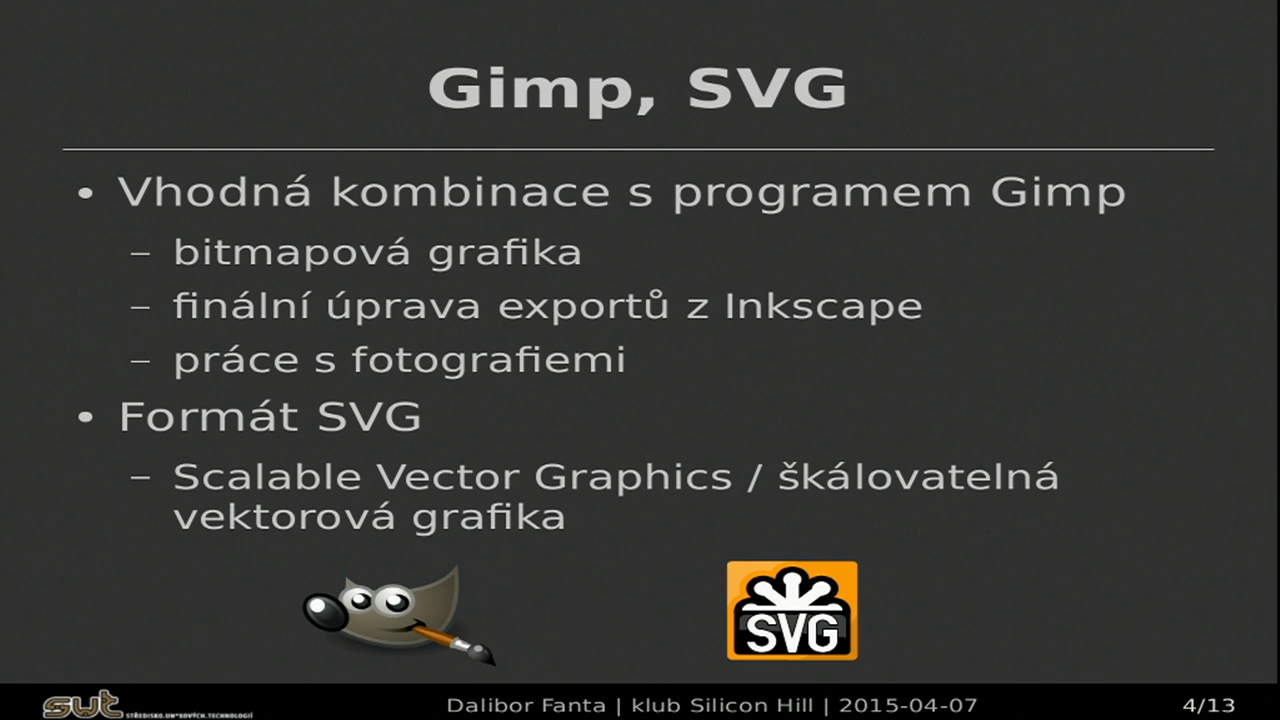 Gimp, SVG
• Vhodná kombinace s programem Gimp
– bitmapová grafika
– finální úprava exportů z Inkscape
– práce s fotografiemi
• Formát SVG
– Scalable Vector Graphics / škálovatelná
vektorová grafika
SVG
sut
Dalibor Fanta | klub Silicon Hill | 2015-04-07
4/13